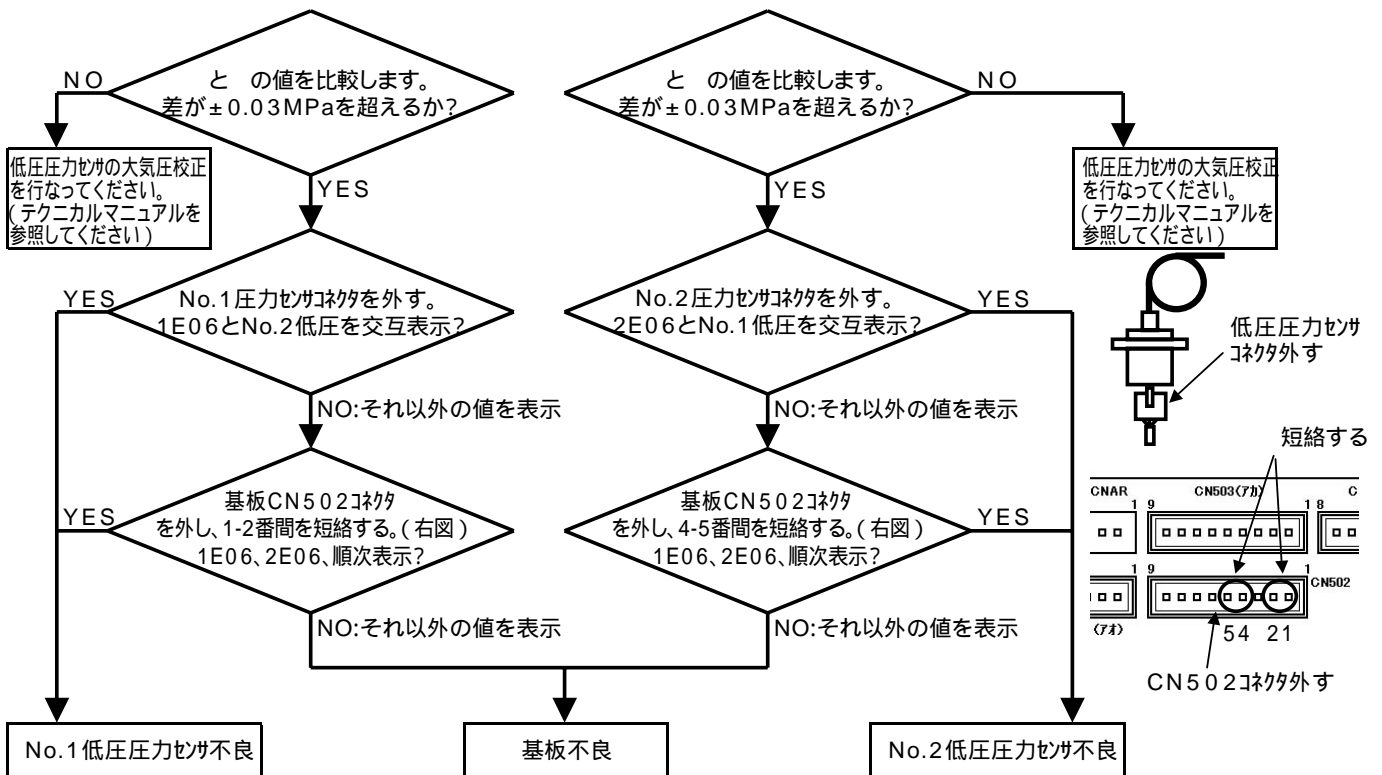 NO
と の値を比較します。
差が±0.03MPaを超えるか?
と の値を比較します。
差が±0.03MPaを超えるか?
NO
低圧圧力ｾﾝｻの大気圧校正
を行なってください。
(テクニカルマニュアルを
参照してください)
YES
YES
低圧圧力ｾﾝｻの大気圧校正
を行なってください。
(テクニカルマニュアルを
参照してください)
YES
No.1圧力ｾﾝｻｺﾈｸﾀを外す。
1E06とNo.2低圧を交互表示?
No.2圧力ｾﾝｻｺﾈｸﾀを外す。
2E06とNo.1低圧を交互表示?
YES
低圧圧力ｾﾝｻ
ｺﾈｸﾀ外す
NO:それ以外の値を表示
NO:それ以外の値を表示
短絡する
YES
基板CN502ｺﾈｸﾀ
を外し、1-2番間を短絡する。(右図)
1E06、2E06、順次表示?
基板CN502ｺﾈｸﾀ
を外し、4-5番間を短絡する。(右図)
1E06、2E06、順次表示?
YES
CNAR
CN503(ｱｶ)
C
1 9 1 8
1 9 1
CN502
(ｱｵ)
54 21
CN502ｺﾈｸﾀ外す
NO:それ以外の値を表示
NO:それ以外の値を表示
No.1低圧圧力ｾﾝｻ不良
基板不良
No.2低圧圧力ｾﾝｻ不良